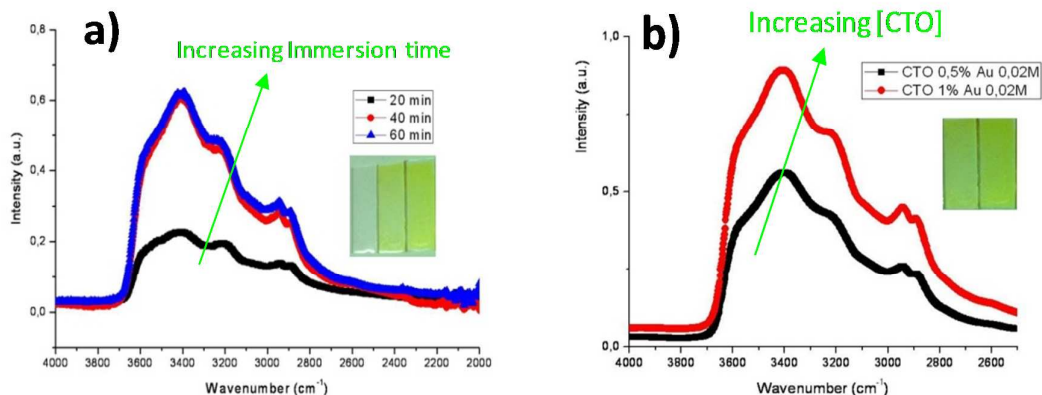 a)
Increasing Immersion time
20 min
40 min
60 min
Intensity (a.u.)
0,8
0,6
0,4
0,2
0,0
4000 3800 3600 3400 3200 3000 2800 2600 2400 2200 2000
Wavenumber (cm-1)
b)
Increasing [CTO]
CTO 0,5% Au 0,02M
CTO 1% Au 0,02M
Intensity (a.u.)
1,0
0,5
0,0
4000 3800 3600 3400 3200 3000 2800 2600
Wavenumber (cm-1)